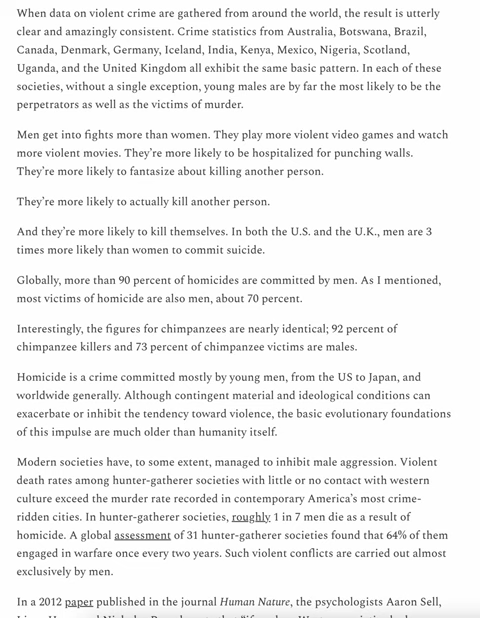 When data on violent crime are gathered from around the world, the result is utterly
clear and amazingly consistent. Crime statistics from Australia, Botswana, Brazil,
Canada, Denmark, Germany, Iceland, India, Kenya, Mexico, Nigeria, Scotland,
Uganda, and the United Kingdom all exhibit the same basic pattern. In each of these
societies, without a single exception, young males are by far the most likely to be the
perpetrators as well as the victims of murder.
Men get into fights more than women. They play more violent video games and watch
more violent movies. They’re more likely to be hospitalized for punching walls.
They’re more likely to fantasize about killing another person.
They’re more likely to actually kill another person.
And they’re more likely to kill themselves. In both the U.S. and the U.K., men are 3
times more likely than women to commit suicide.
Globally, more than 90 percent of homicides are committed by men. As I mentioned,
most victims of homicide are also men, about 70 percent.
Interestingly, the figures for chimpanzees are nearly identical; 92 percent of
chimpanzee killers and 73 percent of chimpanzee victims are males.
Homicide is a crime committed mostly by young men, from the US to Japan, and
worldwide generally. Although contingent material and ideological conditions can
exacerbate or inhibit the tendency toward violence, the basic evolutionary foundations
of this impulse are much older than humanity itself.
Modern societies have, to some extent, managed to inhibit male aggression. Violent
death rates among hunter-gatherer societies with little or no contact with western
culture exceed the murder rate recorded in contemporary America’s most crime-
ridden cities. In hunter-gatherer societies, roughly 1 in 7 men die as a result of
homicide. A global assessment of 31 hunter-gatherer societies found that 64% of them
engaged in warfare once every two years. Such violent conflicts are carried out almost
exclusively by men.
In a 2012 paper published in the journal Human Nature, the psychologists Aaron Sell,